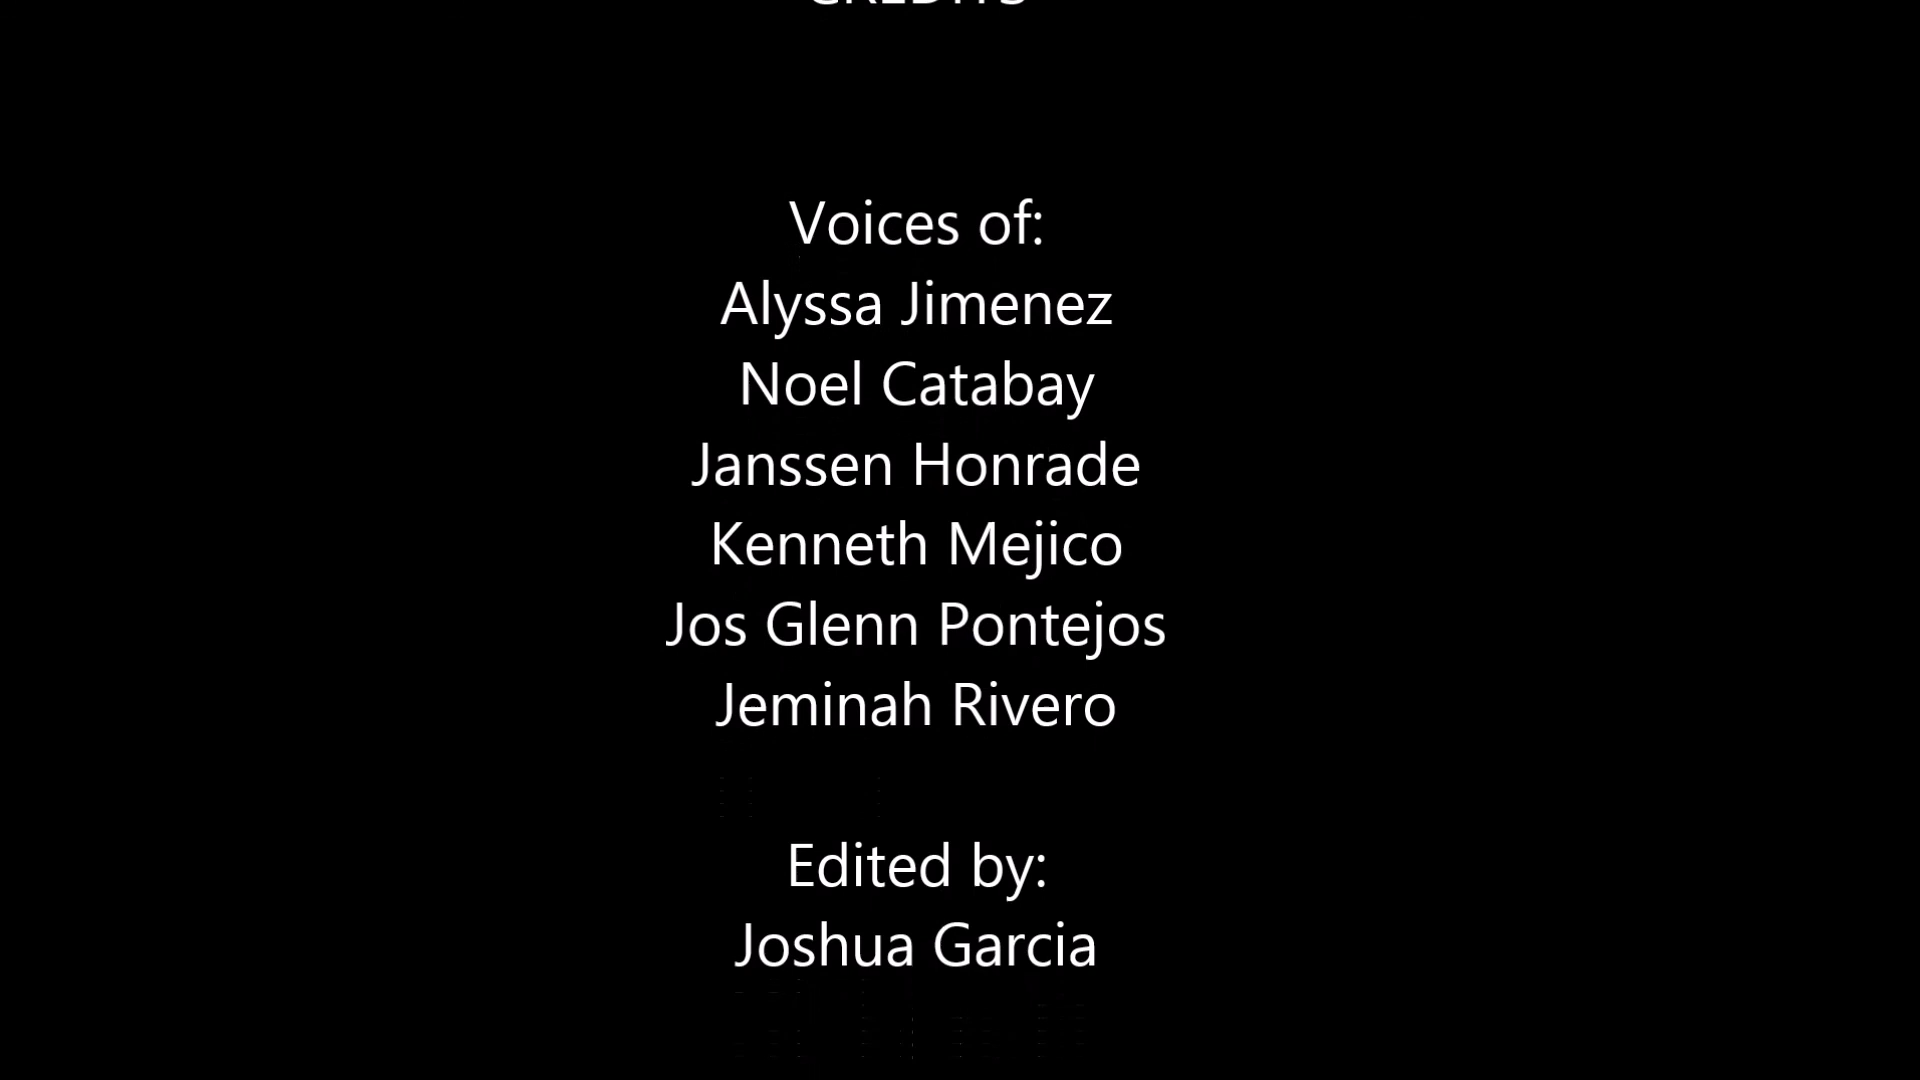 CREDITS
Voices of:
Alyssa Jimenez
Noel Catabay
Janssen Honrade
Kenneth Mejico
Jos Glenn Pontejos
Jeminah Rivero
Edited by:
Joshua Garcia